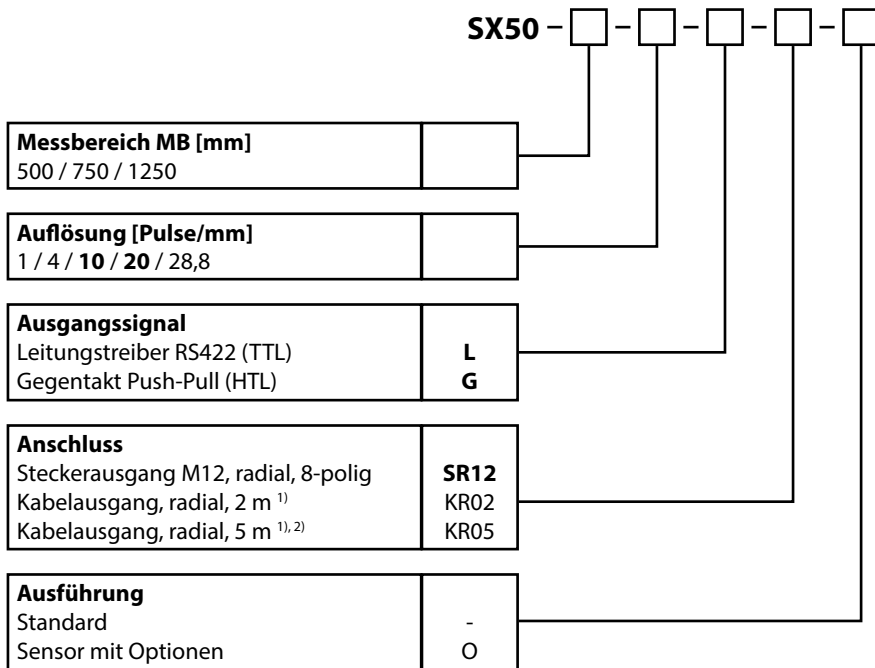 SX50 – – – – –
Messbereich MB [mm]
500 / 750 / 1250
Auflösung [Pulse/mm]
1 / 4 / 10 / 20 / 28,8
Ausgangssignal
Leitungstreiber RS422 (TTL) L
Gegentakt Push-Pull (HTL) G
Anschluss
Steckerausgang M12, radial, 8-polig SR12
Kabelausgang, radial, 2 m 1) KR02
Kabelausgang, radial, 5 m 1), 2) KR05
Ausführung
Standard -
Sensor mit Optionen O